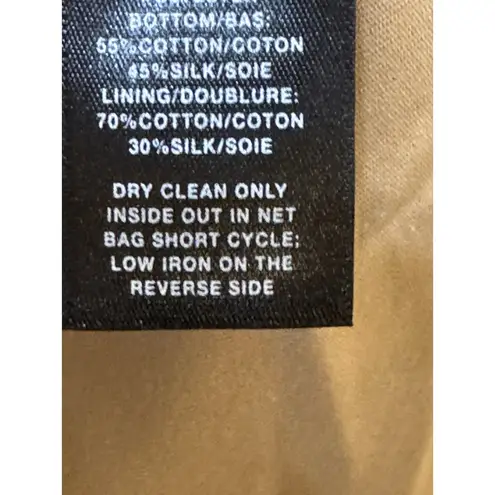 BOTTOM/BAS:
55%COTTON/COTON
45%SILK/SOIE
LINING/DOUBLURE:
70%COTTON/COTON
30%SILK/SOIE
DRY CLEAN ONLY
INSIDE OUT IN NET
BAG SHORT CYCLE;
LOW IRON ON THE
REVERSE SIDE